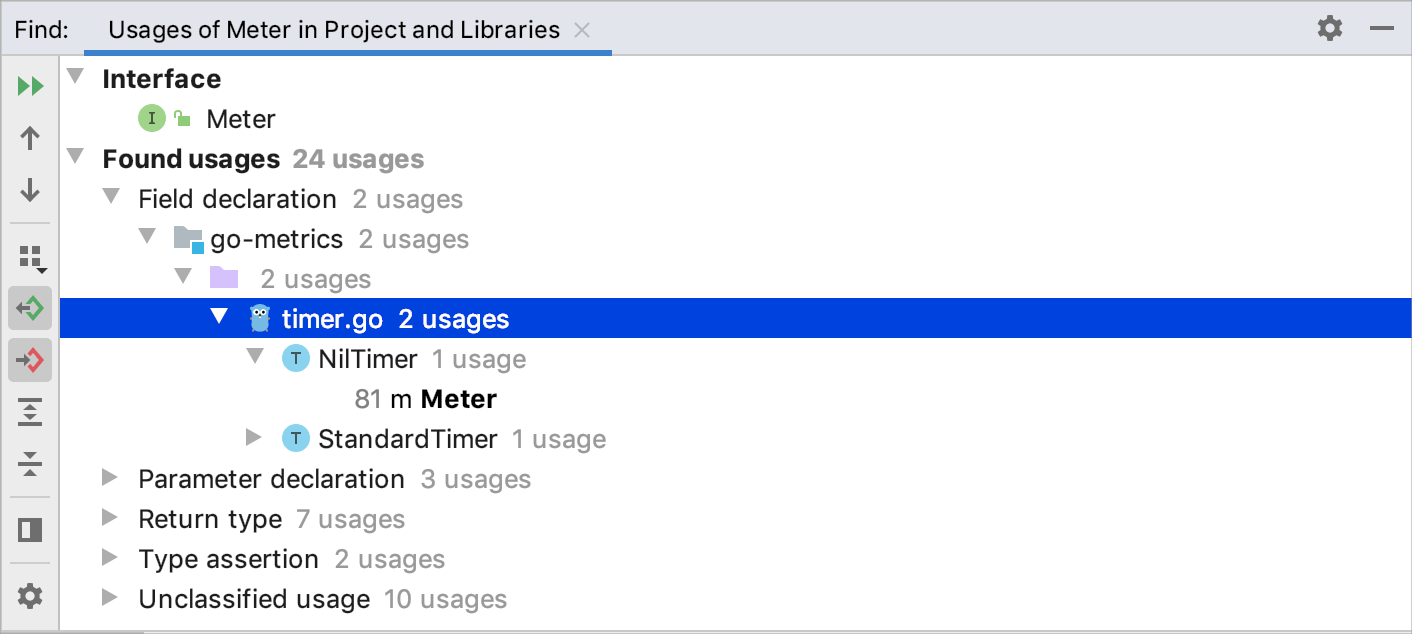 Find: Usages of Meter in Project and Libraries
Interface
I Meter
Found usages 24 usages
Field declaration 2 usages
go-metrics 2 usages
2 usages
timer.go 2 usages
T NilTimer 1 usage
81 m Meter
T StandardTimer 1 usage
Parameter declaration 3 usages
Return type 7 usages
Type assertion 2 usages
Unclassified usage 10 usages